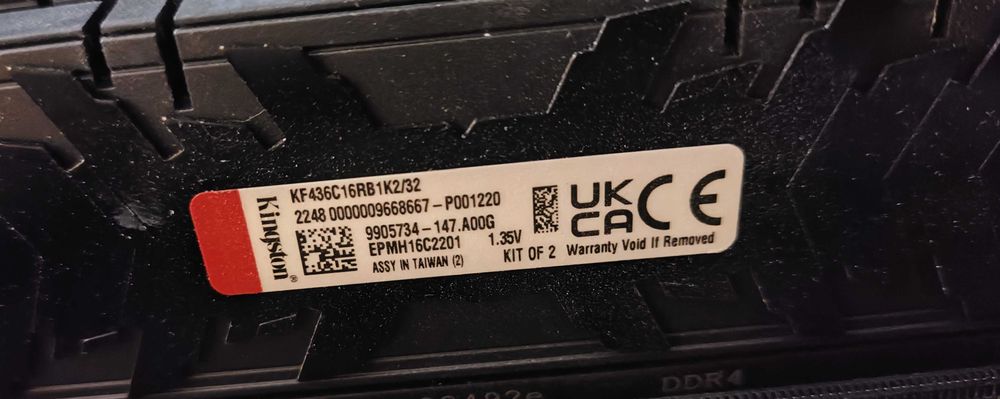 Kingston®
KF436C16RB1K2/32
2248 0000009668667-P001220
9905734-147.A00G
EPMH16C2201 1.35V
ASSY IN TAIWAN (2) KIT OF 2
UK
CA
CE
Warranty Void If Removed
DDR4